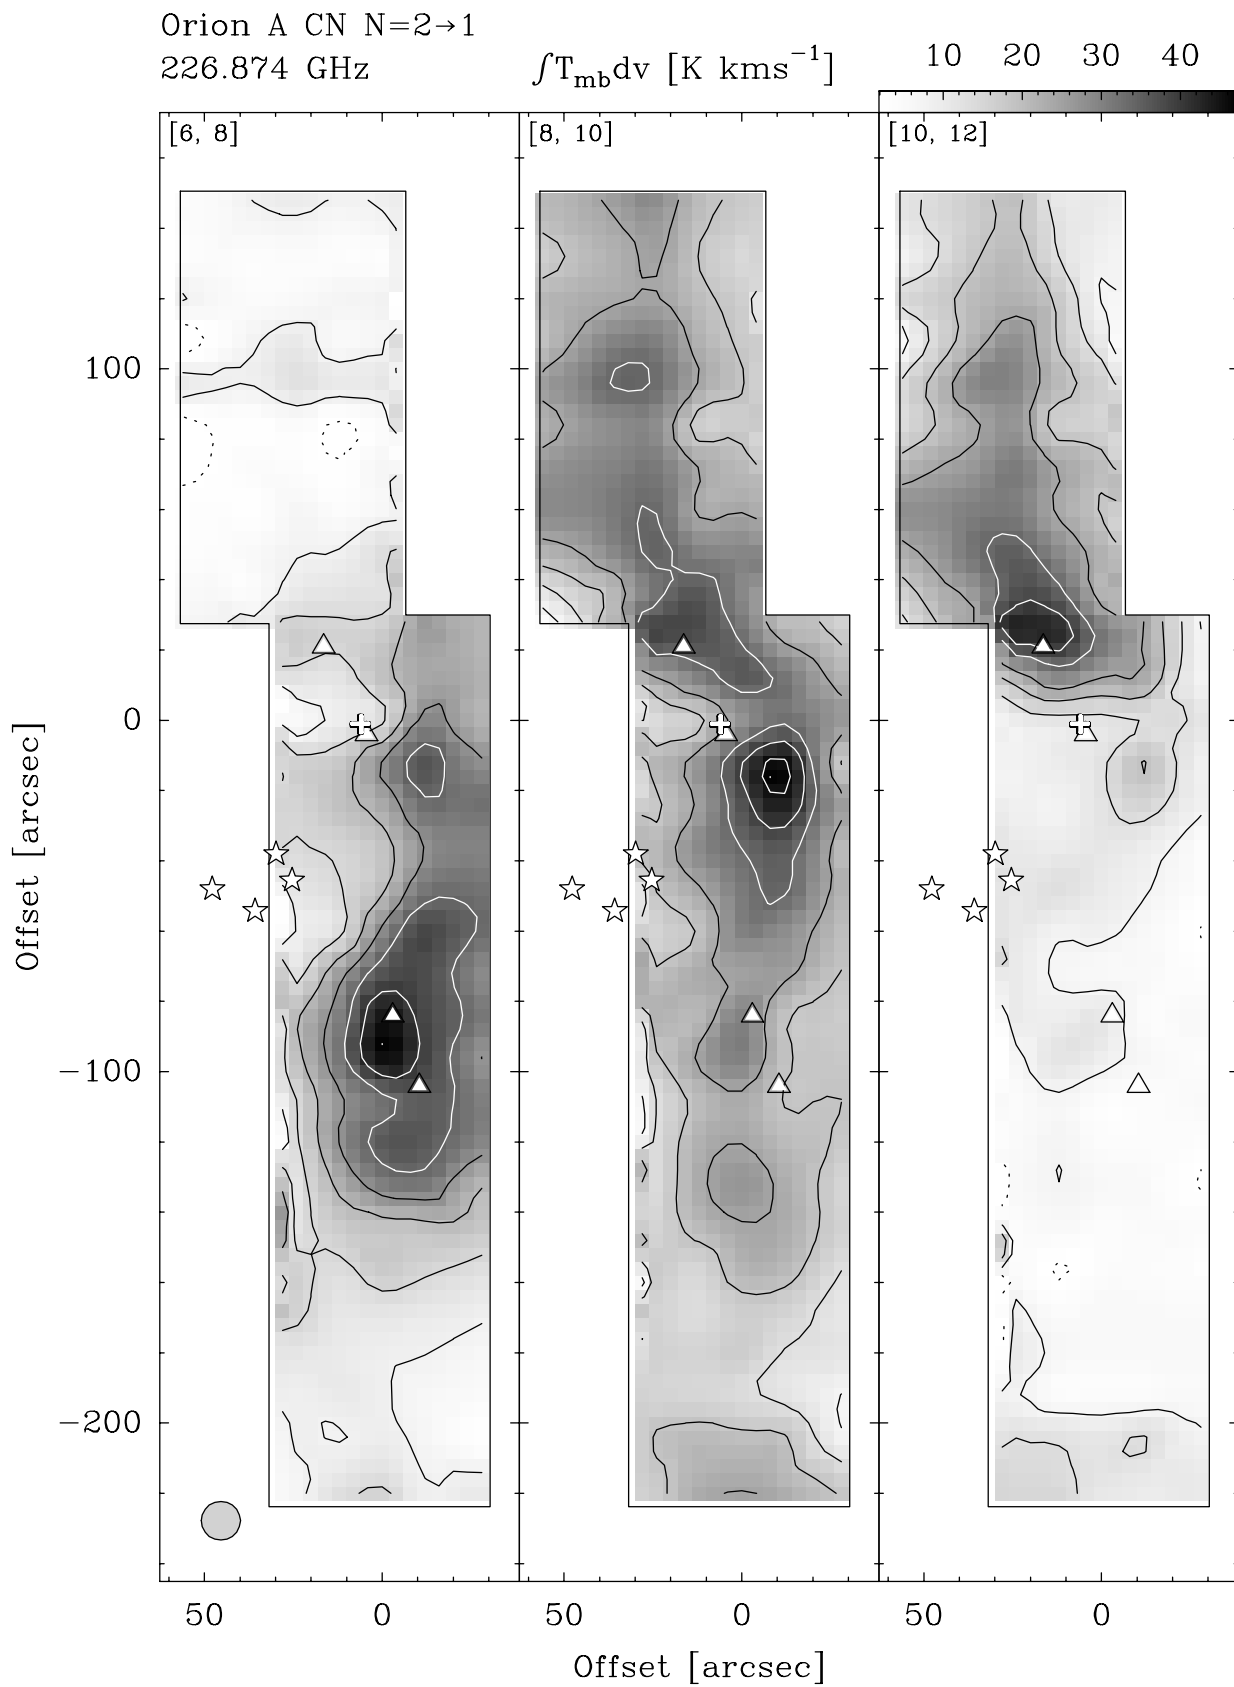 Orion A CN N=2→1
226.874 GHz
∫T_mb dv [K kms⁻¹]
10 20 30 40
[6, 8]
[8, 10]
[10, 12]
100
0
−100
−200
Offset [arcsec]
50 0 50 0 50 0
Offset [arcsec]